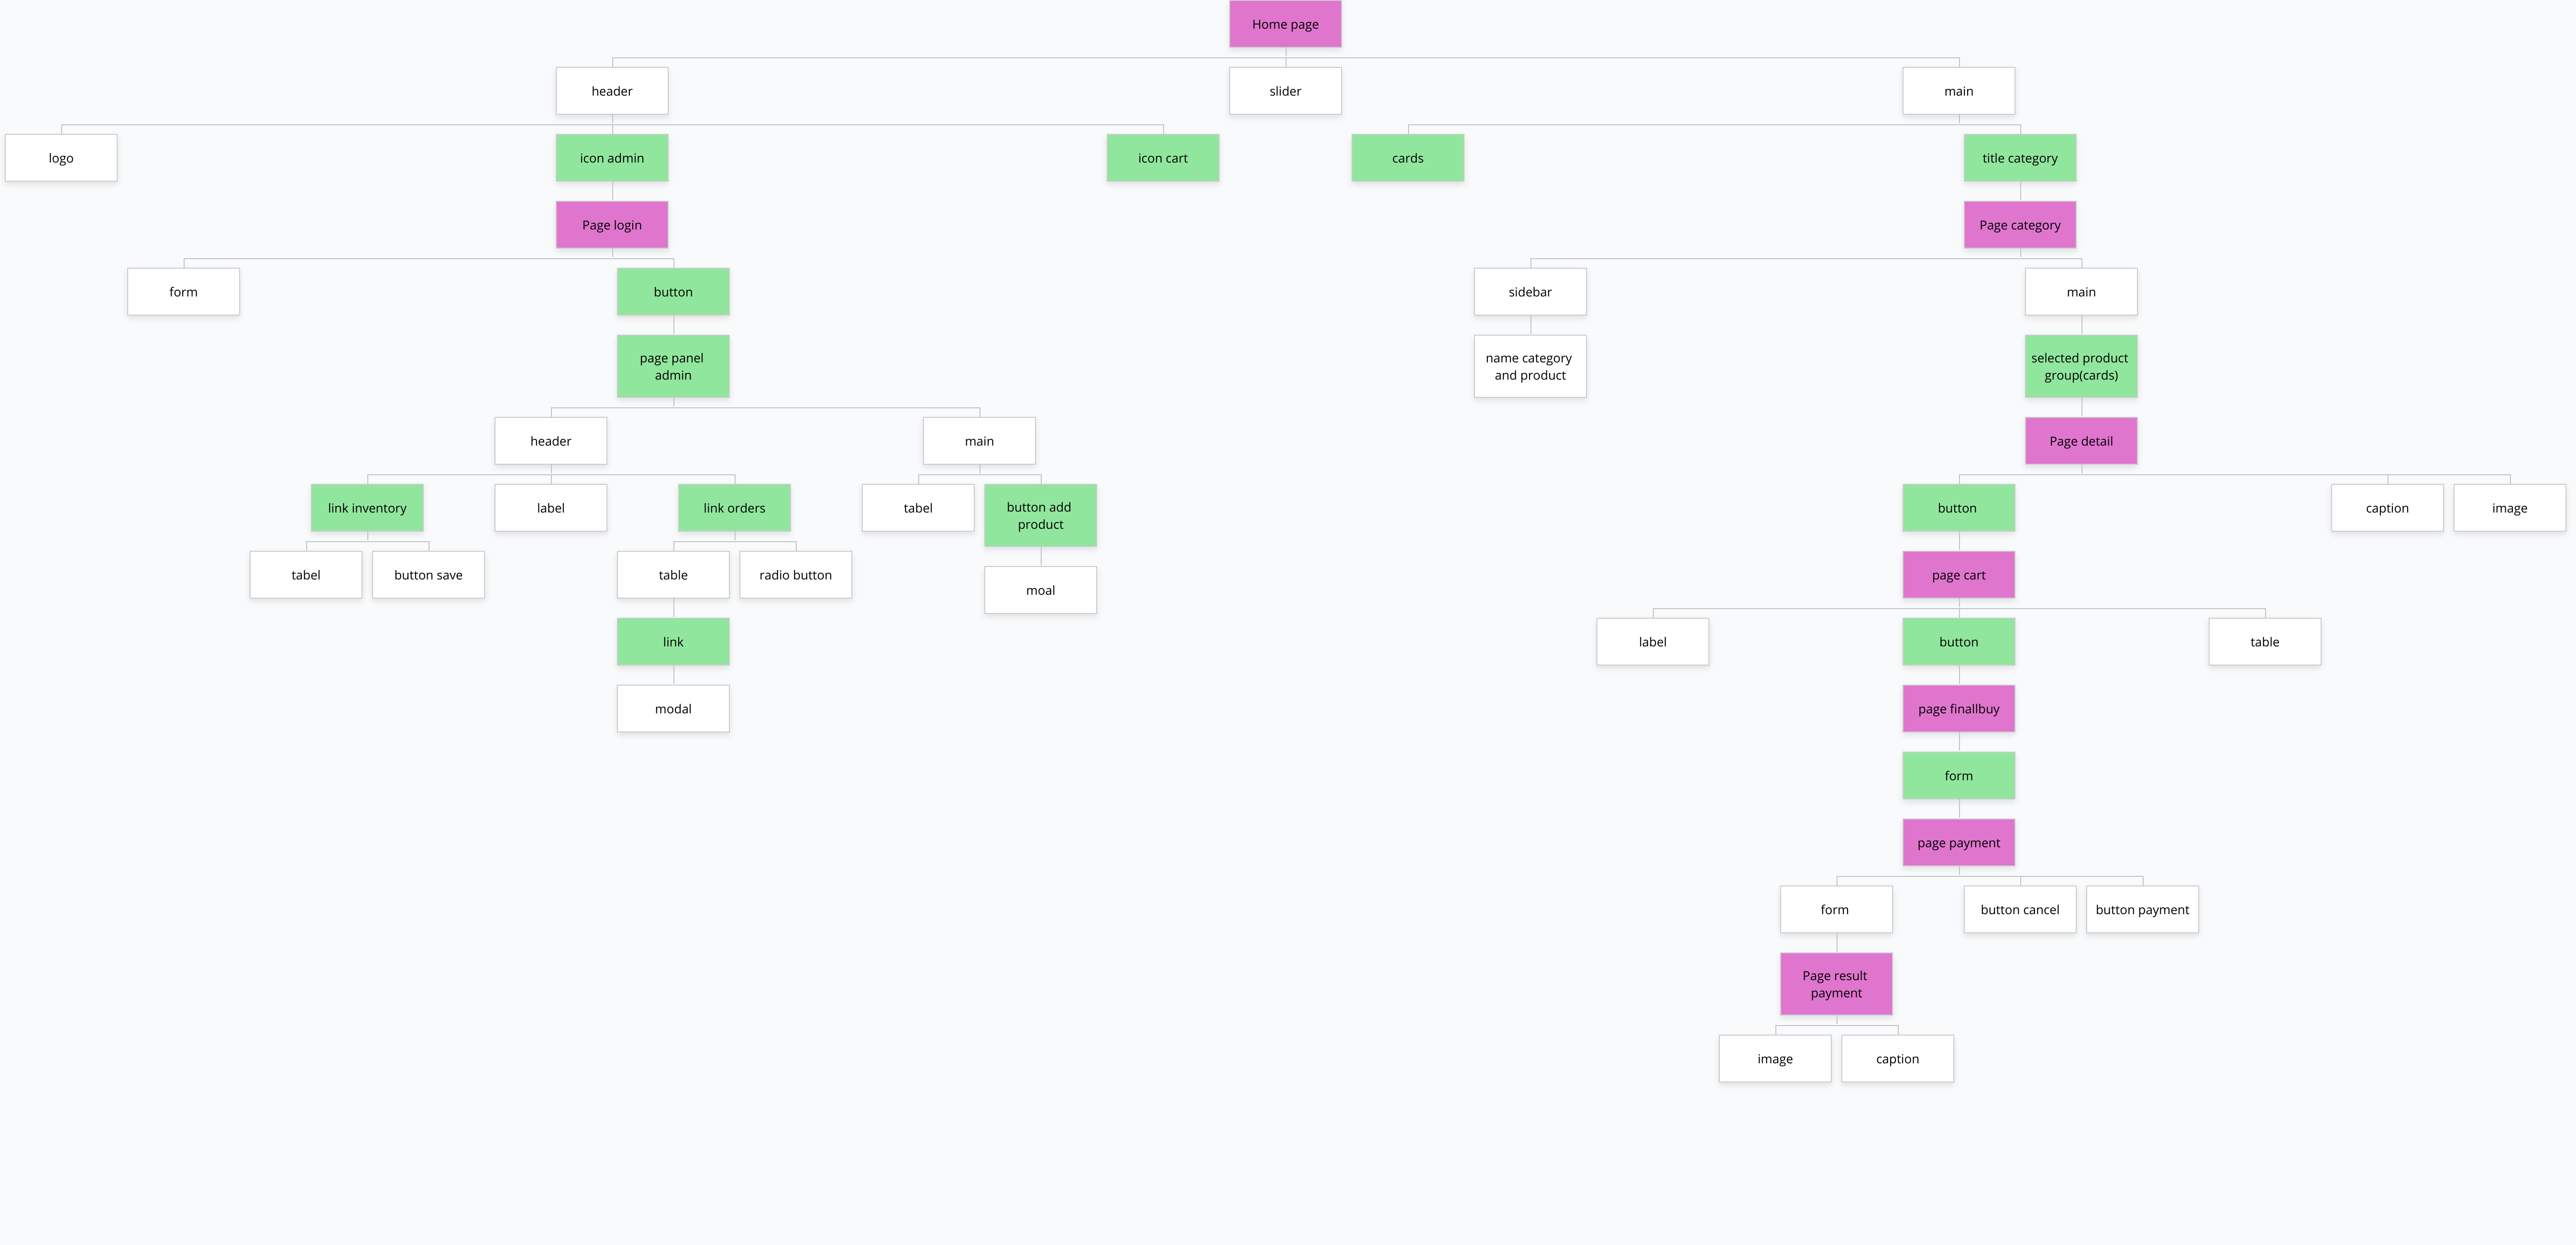 Home page
header
slider
main
logo
icon admin
icon cart
cards
title category
Page login
Page category
form
button
sidebar
main
page panel
admin
name category
and product
selected product
group(cards)
header
main
Page detail
link inventory
label
link orders
tabel
button add
product
button
caption
image
tabel
button save
table
radio button
moal
page cart
link
label
button
table
modal
page finallbuy
form
page payment
form
button cancel
button payment
Page result
payment
image
caption